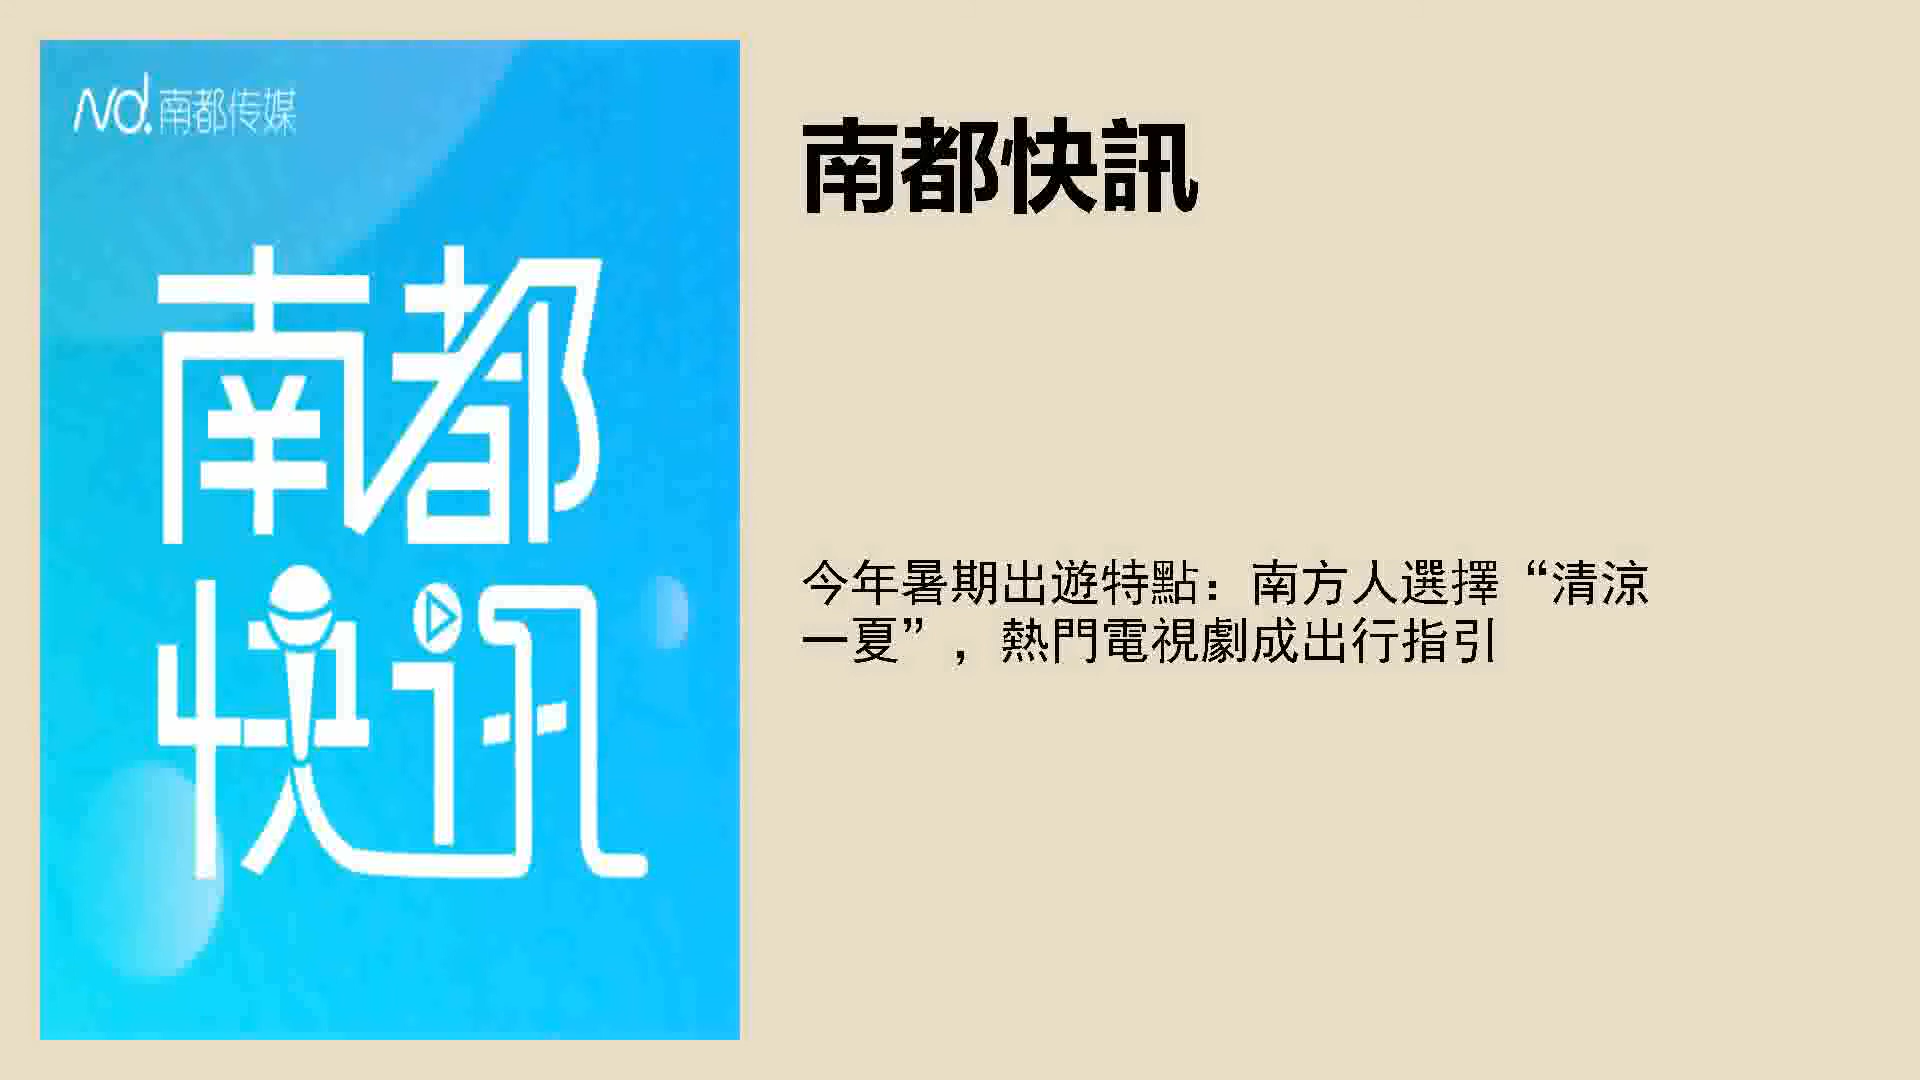 Nd.南都传媒
南都
快讯
南都快訊
今年暑期出遊特點：南方人選擇“清涼
一夏”，熱門電視劇成出行指引